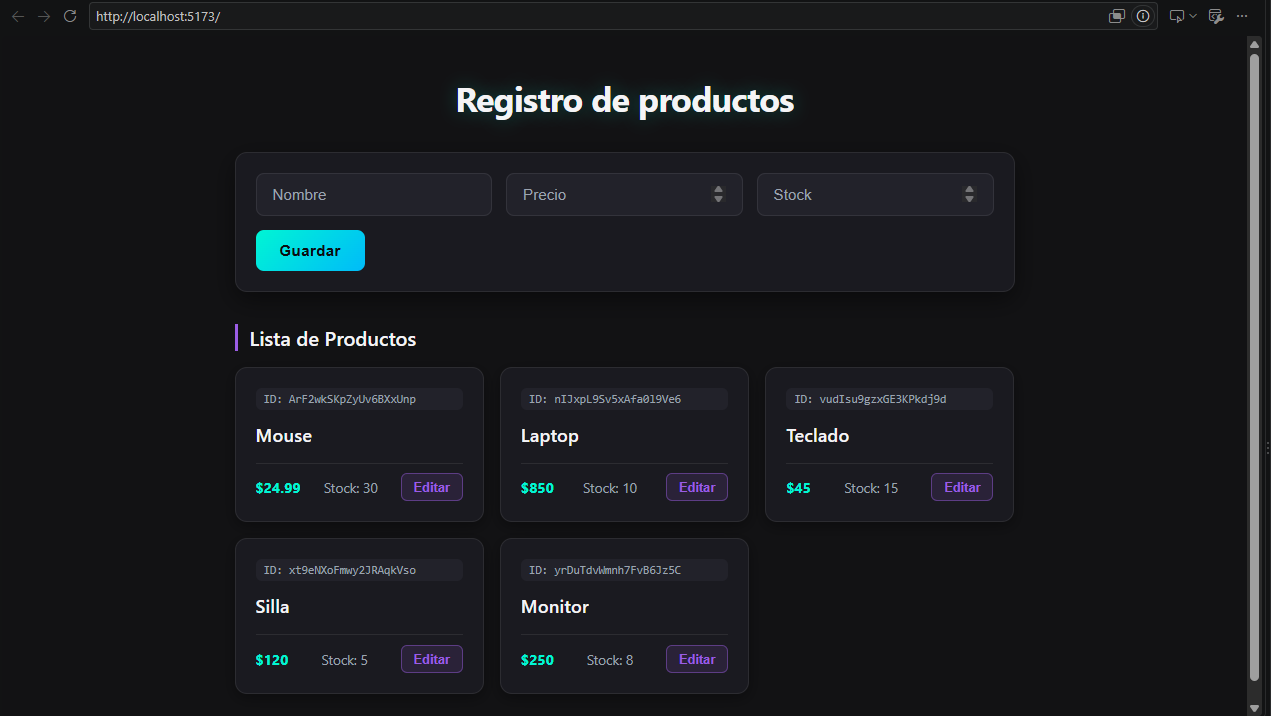 http://localhost:5173/
Registro de productos
Nombre Precio Stock
Guardar
Lista de Productos
ID: ArF2wkSKpZyUv6BXxUnp
Mouse
$24.99 Stock: 30 Editar
ID: nIJxpL9Sv5xAfa0l9Ve6
Laptop
$850 Stock: 10 Editar
ID: vudIsu9gzxGE3KPkdj9d
Teclado
$45 Stock: 15 Editar
ID: xt9eNXoFmwy2JRAqkVso
Silla
$120 Stock: 5 Editar
ID: yrDuTdvWmnh7FvB6Jz5C
Monitor
$250 Stock: 8 Editar